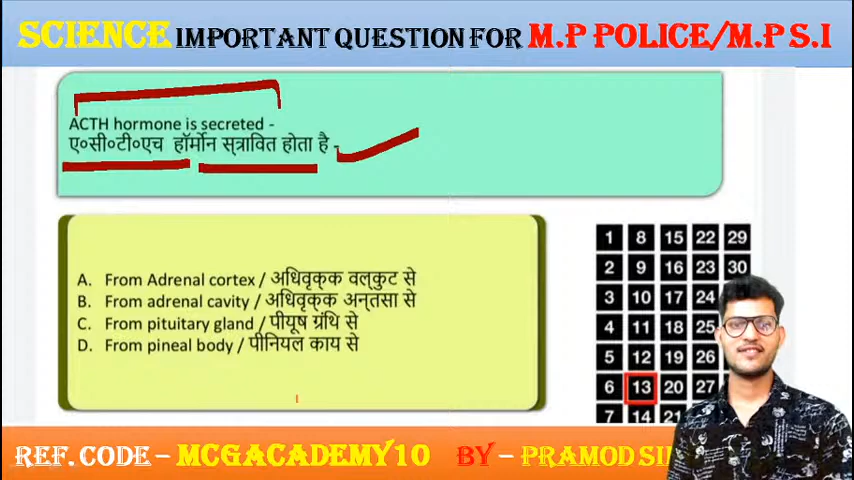 SCIENCE IMPORTANT QUESTION FOR M.P POLICE/M.P S.I
ACTH hormone is secreted -
ए०सी०टी०एच हॉर्मोन स्त्रावित होता है -
A. From Adrenal cortex / अधिवृक्क वल्कुट से
B. From adrenal cavity / अधिवृक्क अन्तसा से
C. From pituitary gland / पीयूष ग्रंथि से
D. From pineal body / पीनियल काय से
1 8 15 22 29
2 9 16 23 30
3 10 17 24
4 11 18 25
5 12 19 26
6 13 20 27
7 14 21
REF. CODE - MCGACADEMY10 BY - PRAMOD